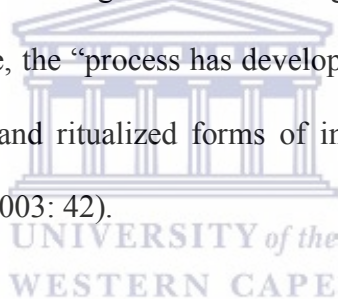 e, the “process has develop
and ritualized forms of in
003: 42).
UNIVERSITY of the
WESTERN CAPE